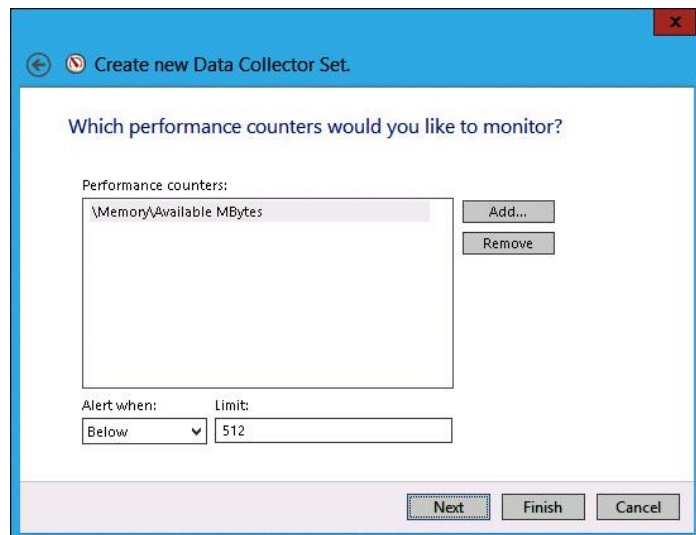 x
Create new Data Collector Set.
Which performance counters would you like to monitor?
Performance counters:
\Memory\Available MBytes
Add...
Remove
Alert when:
Limit:
Below
512
Next
Finish
Cancel